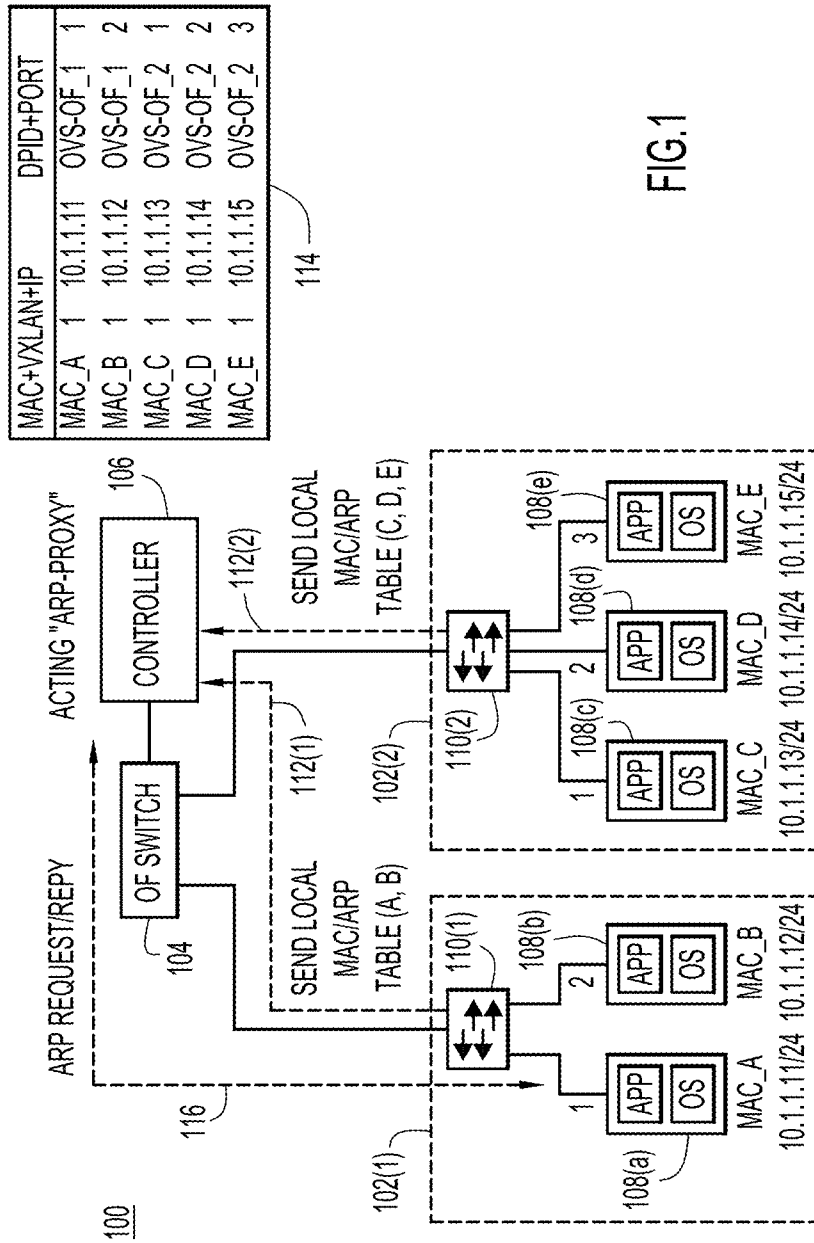 100
ARP REQUEST/REPY
ACTING "ARP-PROXY"
116
OF SWITCH
104
CONTROLLER
106
MAC+VXLAN+IP DPID+PORT
MAC_A 1 10.1.1.11 OVS-OF_1 1
MAC_B 1 10.1.1.12 OVS-OF_1 2
MAC_C 1 10.1.1.13 OVS-OF_2 1
MAC_D 1 10.1.1.14 OVS-OF_2 2
MAC_E 1 10.1.1.15 OVS-OF_2 3
114
SEND LOCAL
MAC/ARP
TABLE (A, B)
112(1)
SEND LOCAL
MAC/ARP
TABLE (C, D, E)
112(2)
102(1)
110(1)
1
2
108(a)
APP
OS
MAC_A
10.1.1.11/24
108(b)
APP
OS
MAC_B
10.1.1.12/24
102(2)
110(2)
1
2
3
108(c)
APP
OS
MAC_C
10.1.1.13/24
108(d)
APP
OS
MAC_D
10.1.1.14/24
108(e)
APP
OS
MAC_E
10.1.1.15/24
FIG.1